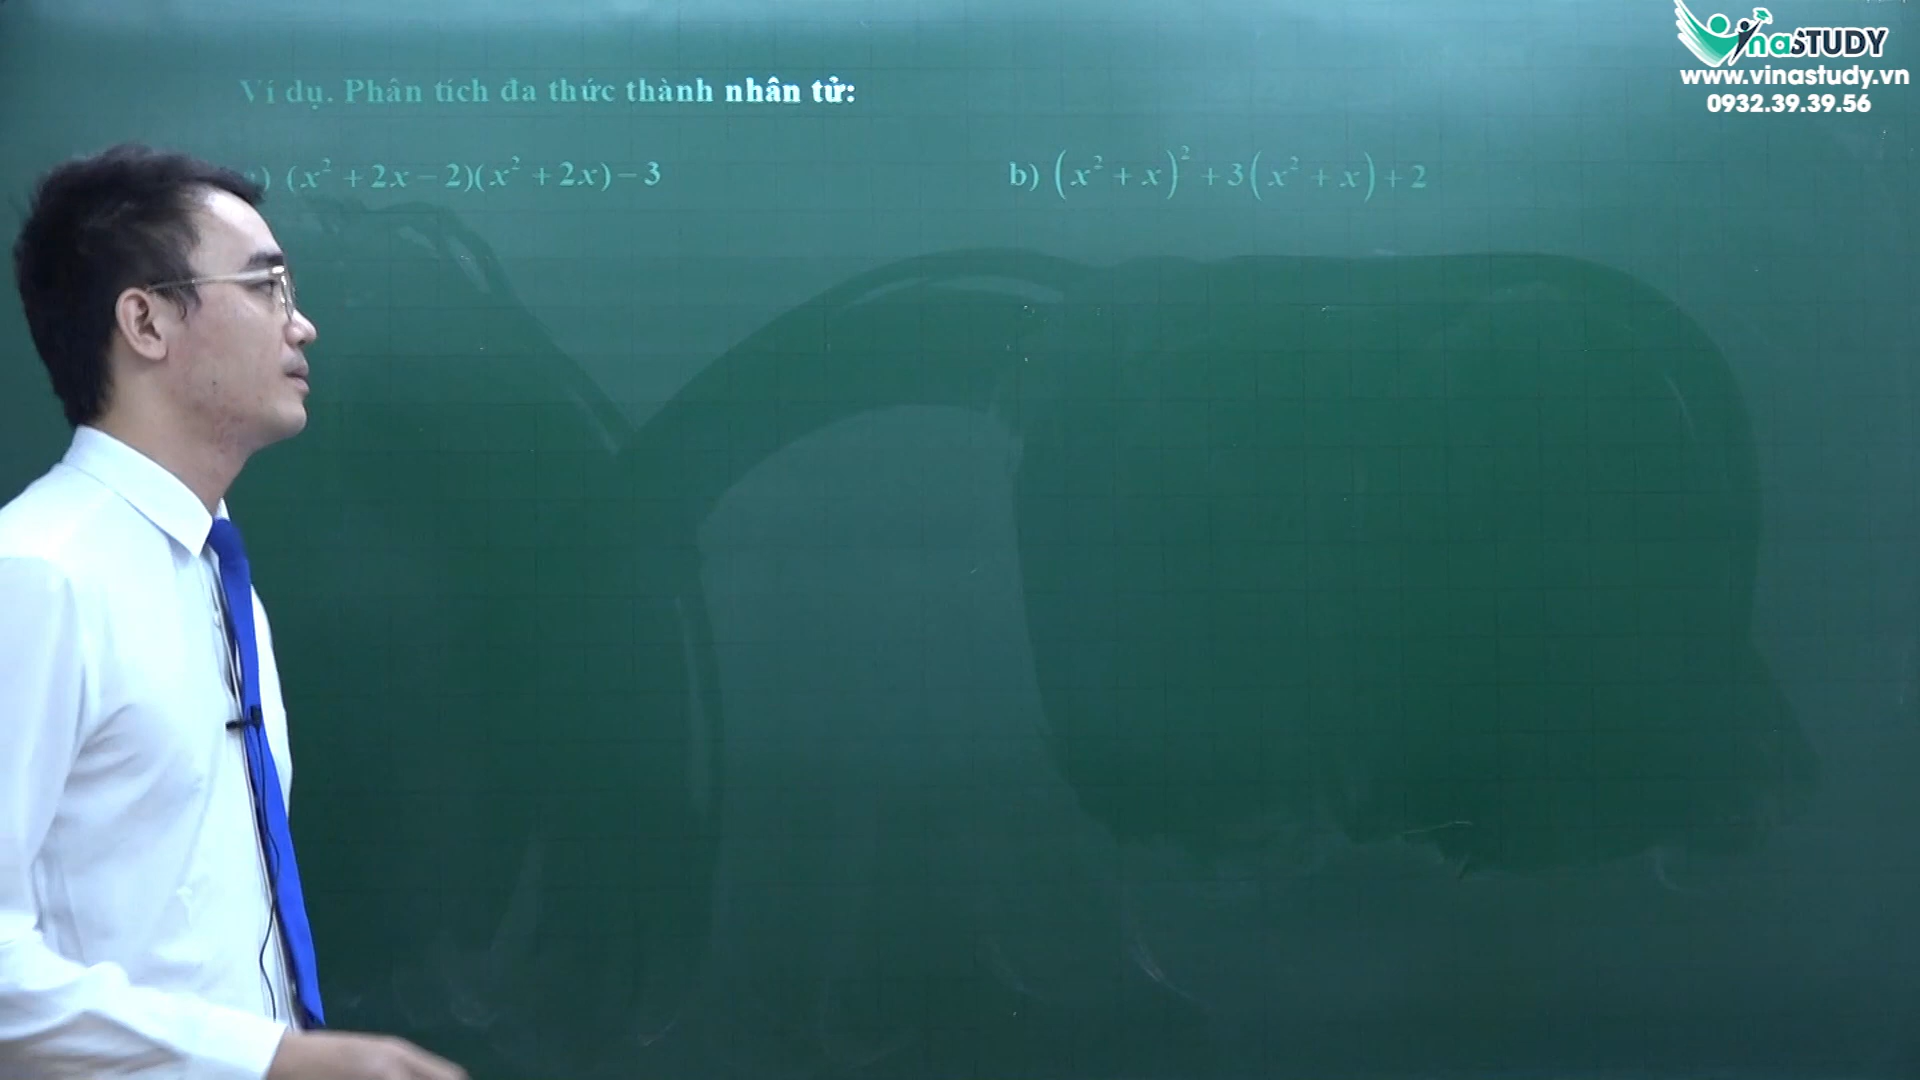 VinaSTUDY
www.vinastudy.vn
0932.39.39.56
Ví dụ. Phân tích đa thức thành nhân tử:
(x² + 2x − 2)(x² + 2x) − 3
b) (x² + x)² + 3(x² + x) + 2